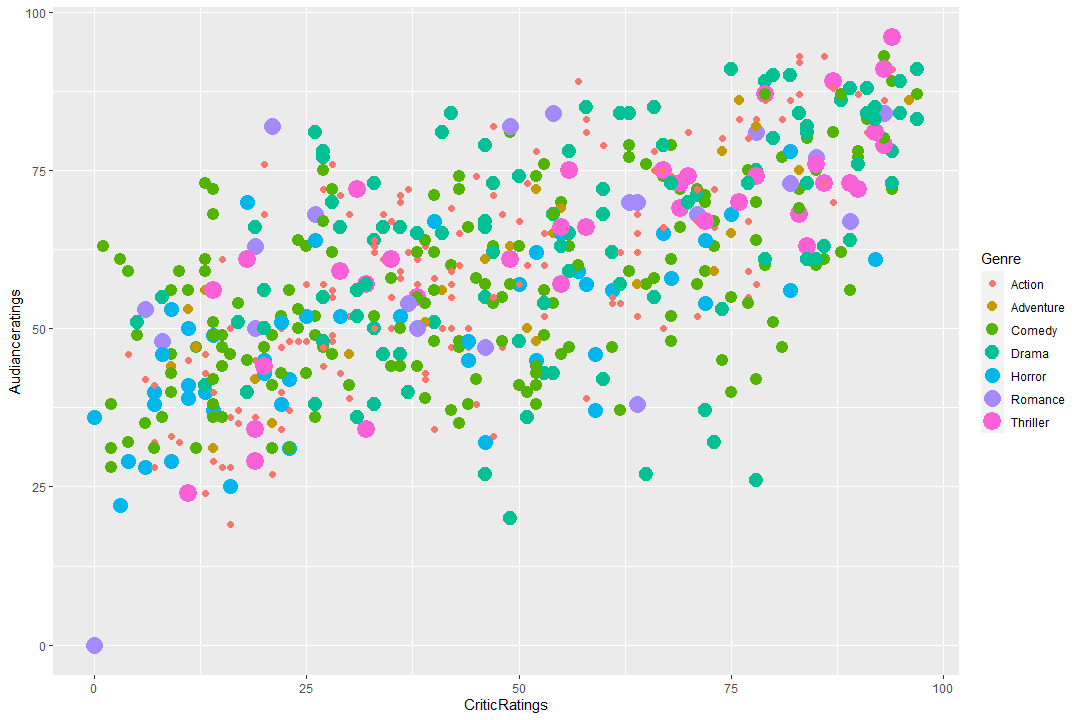 100
75
50
25
0
Audianceratings
0
25
50
75
100
CriticRatings
Genre
Action
Adventure
Comedy
Drama
Horror
Romance
Thriller